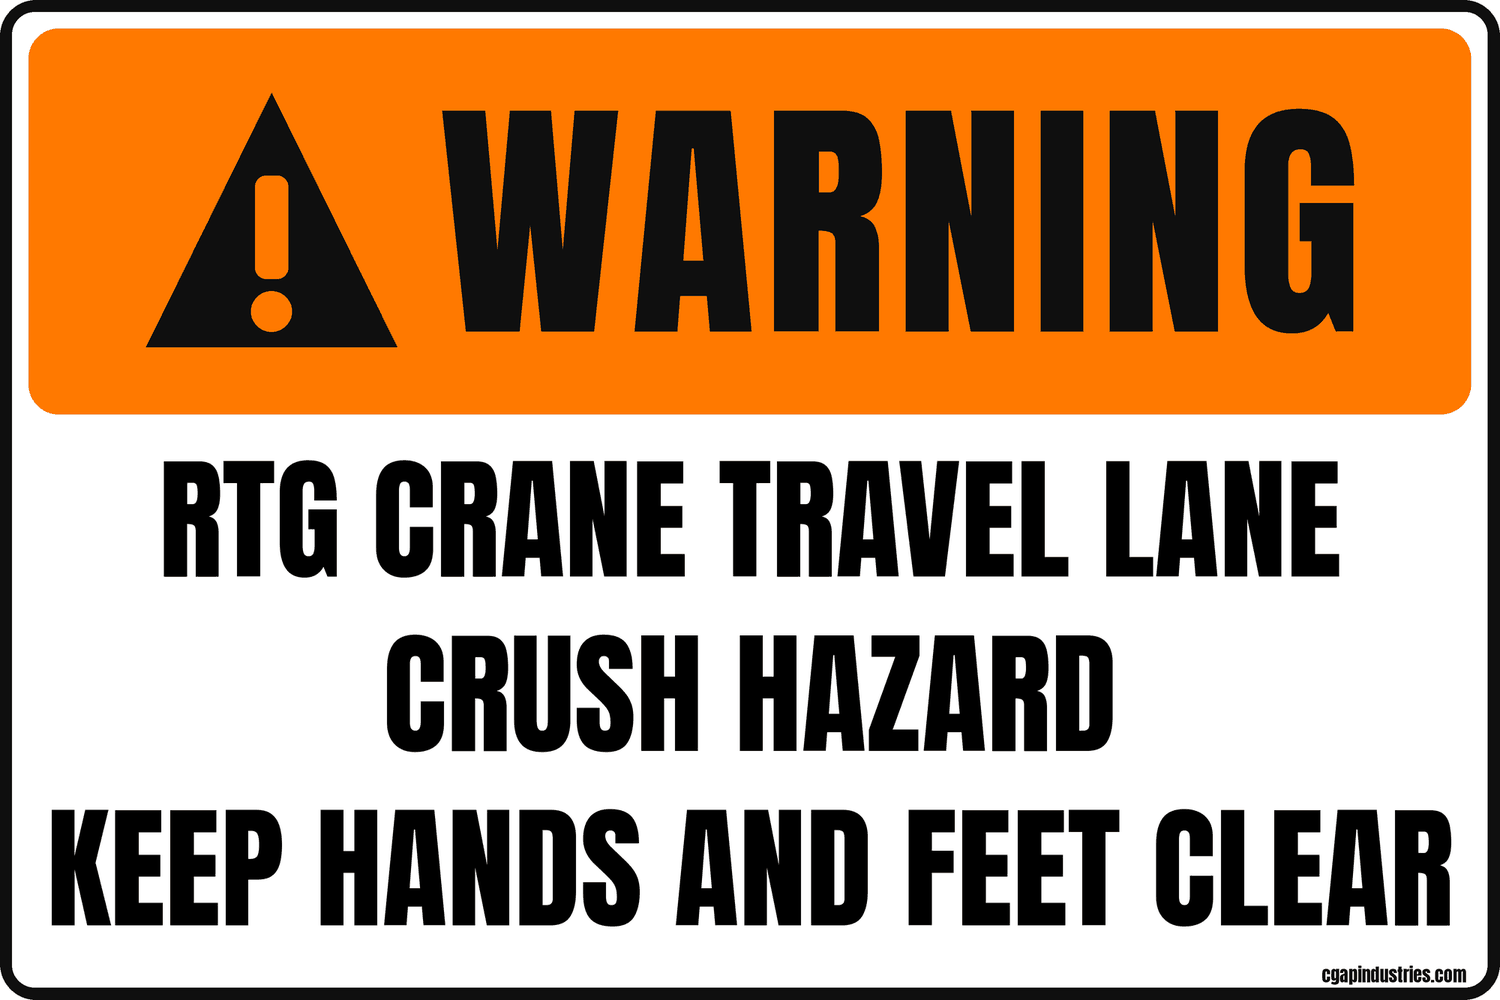 WARNING
RTG CRANE TRAVEL LANE
CRUSH HAZARD
KEEP HANDS AND FEET CLEAR
cgapindustries.com